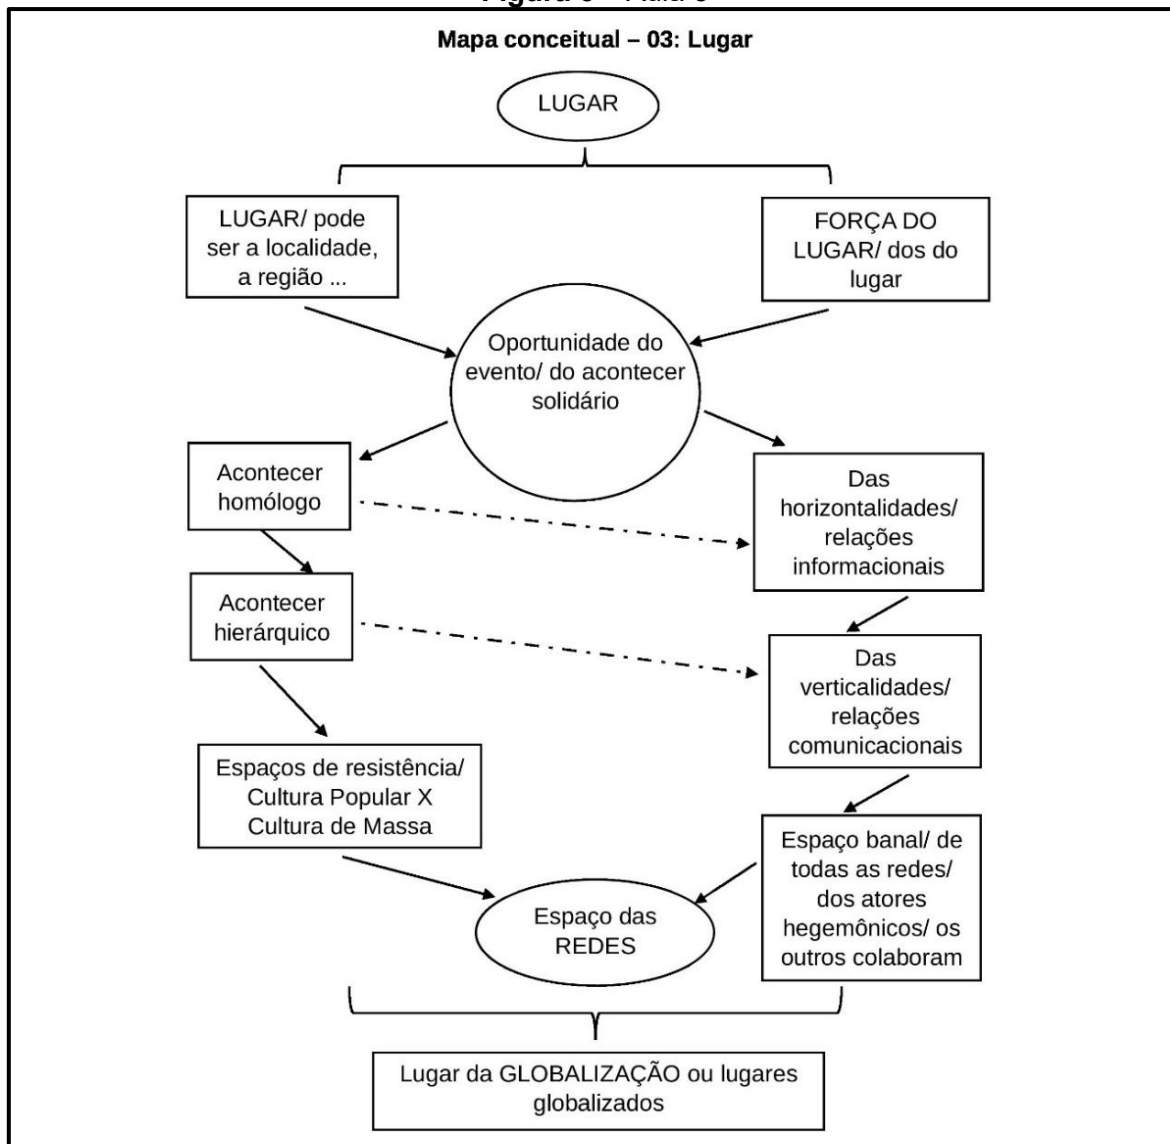 Mapa conceitual – 03: Lugar
LUGAR
LUGAR/ pode
ser a localidade,
a região ...
FORÇA DO
LUGAR/ dos do
lugar
Oportunidade do
evento/ do acontecer
solidário
Acontecer
homólogo
Das
horizontalidades/
relações
informacionais
Acontecer
hierárquico
Das
verticalidades/
relações
comunicacionais
Espaços de resistência/
Cultura Popular X
Cultura de Massa
Espaço banal/ de
todas as redes/
dos atores
hegemônicos/ os
outros colaboram
Espaço das
REDES
Lugar da GLOBALIZAÇÃO ou lugares
globalizados